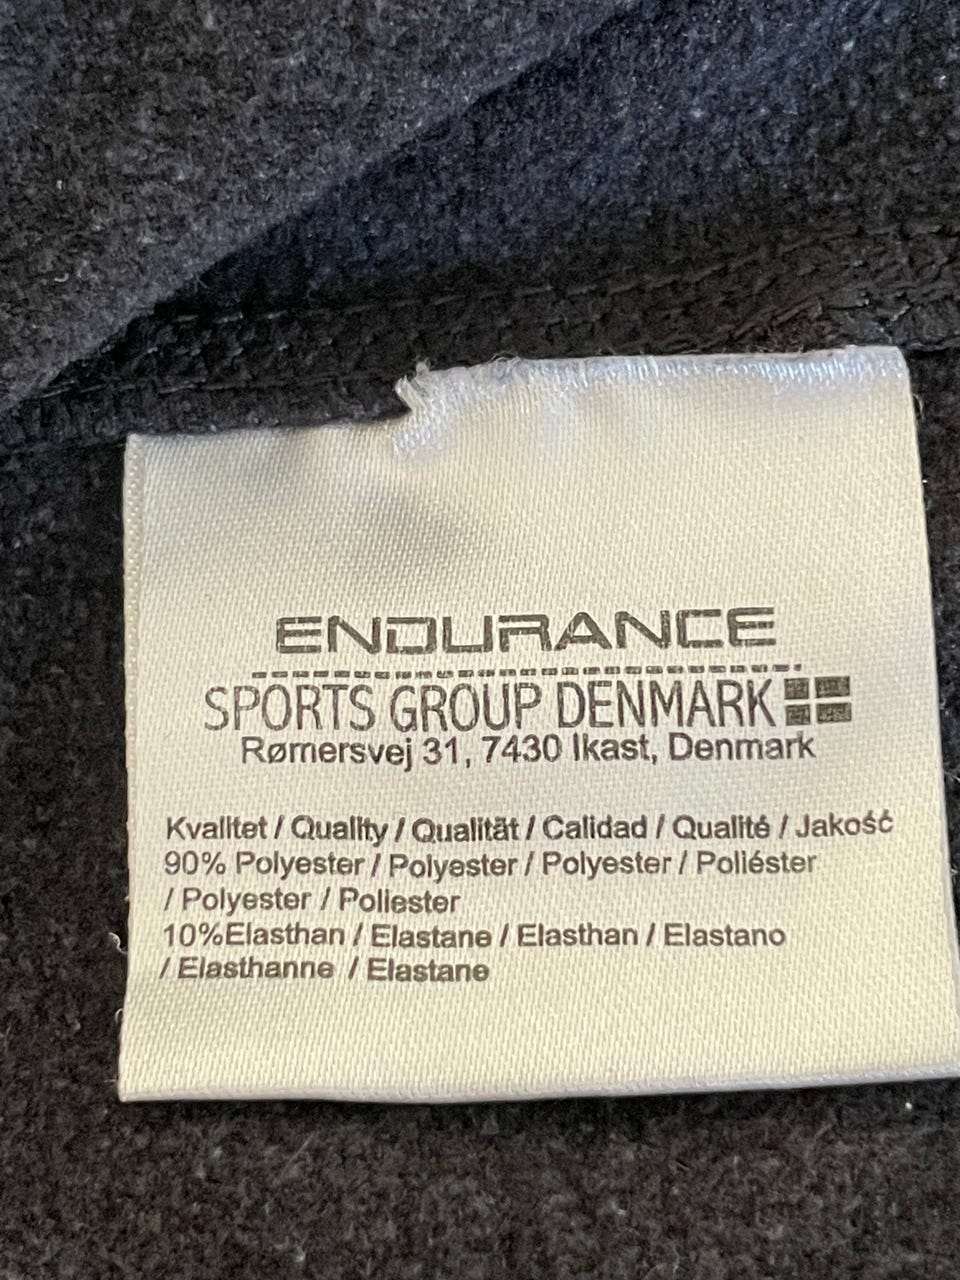 ENDURANCE
SPORTS GROUP DENMARK
Rømersvej 31, 7430 Ikast, Denmark
Kvalitet / Quality / Qualität / Calidad / Qualité / Jakość
90% Polyester / Polyester / Polyester / Poliéster
/ Polyester / Poliester
10%Elasthan / Elastane / Elasthan / Elastano
/ Elasthanne / Elastane